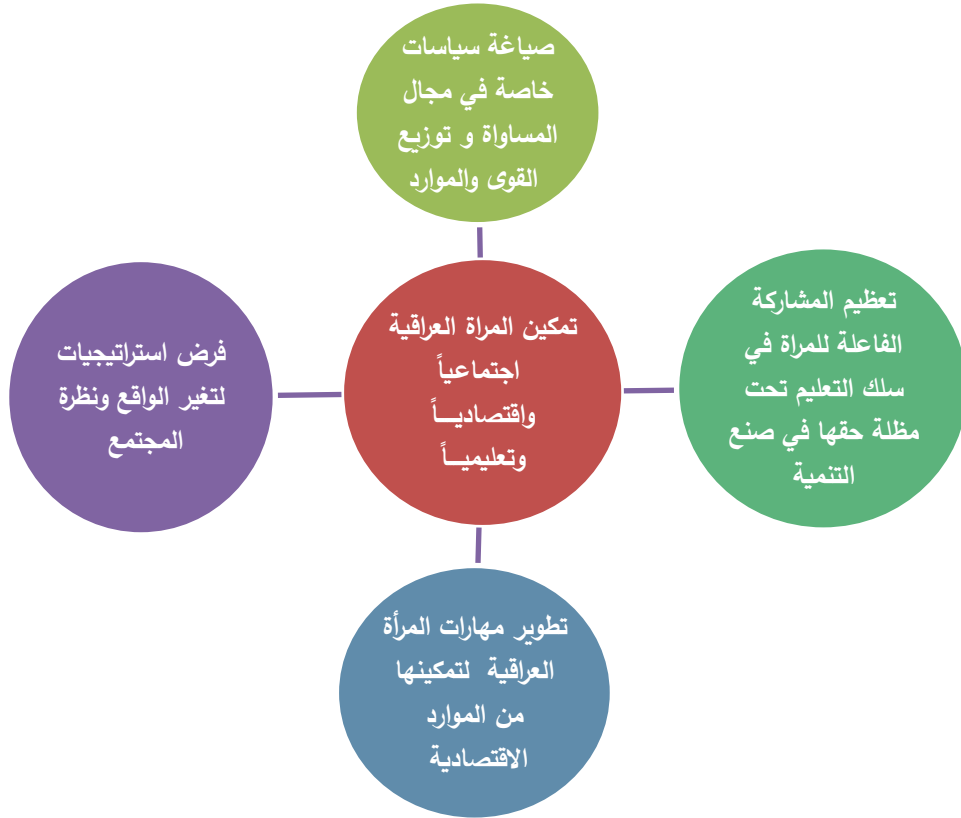 صياغة سياسات
خاصة في مجال
المساواة و توزيع
القوى والموارد
تعظيم المشاركة
الفاعلة للمراة في
سلك التعليم تحت
مظلة حقها في صنع
التنمية
تمكين المراة العراقية
اجتماعياً
واقتصاديـــاً
وتعليميـــاً
فرض استراتيجيات
لتغير الواقع ونظرة
المجتمع
تطوير مهارات المرأة
العراقية لتمكينها
من الموارد
الاقتصادية